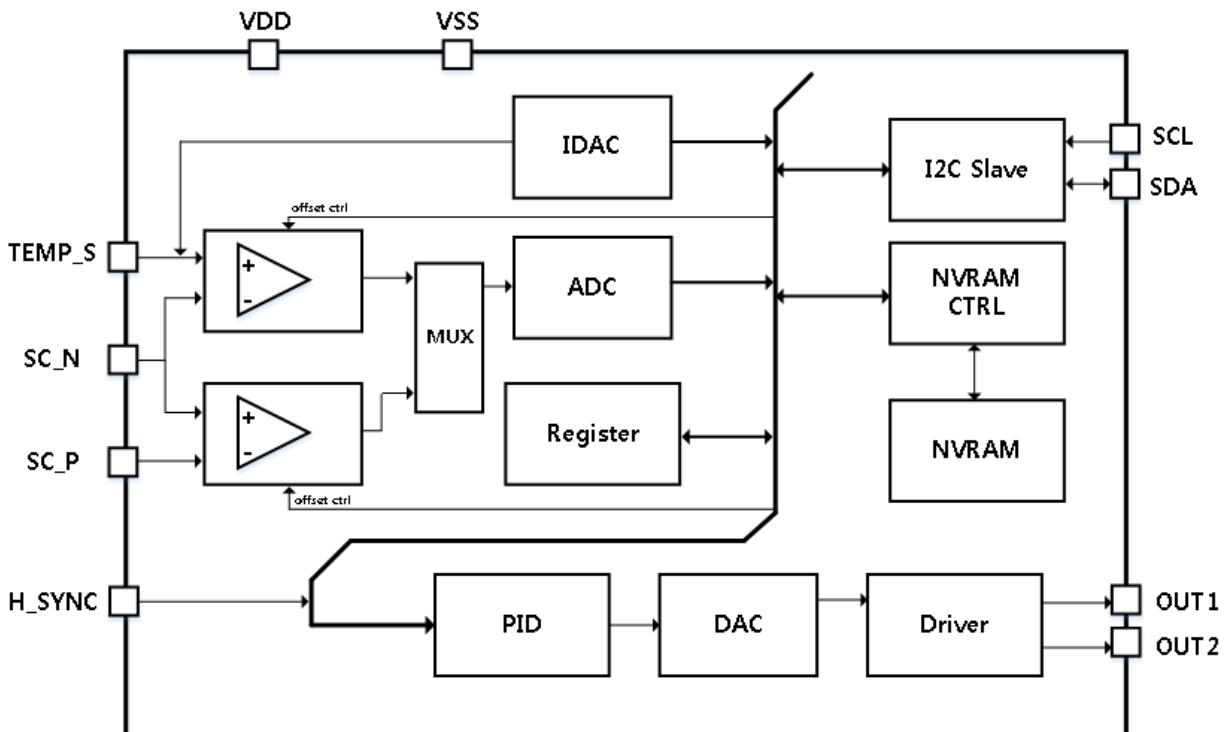 VDD
VSS
IDAC
I2C Slave
SCL
SDA
offset ctrl
TEMP_S
+
-
ADC
NVRAM
CTRL
MUX
SC_N
+
-
Register
NVRAM
SC_P
offset ctrl
H_SYNC
PID
DAC
Driver
OUT1
OUT2